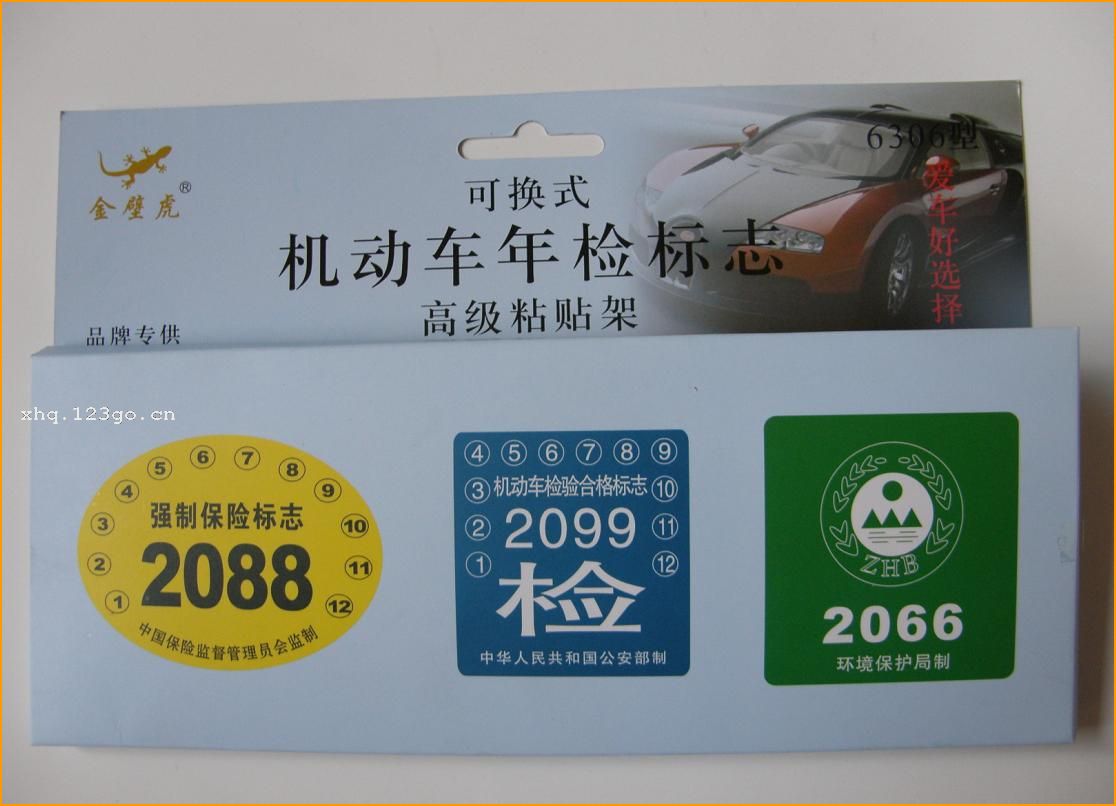 6306型
金壁虎®
可换式
机动车年检标志
高级粘贴架
爱车好选择
品牌专供
xhq.123go.cn
① ② ③ ④ ⑤ ⑥ ⑦ ⑧ ⑨ ⑩ ⑪ ⑫
强制保险标志
2088
中国保险监督管理员会监制
① ② ③ ④ ⑤ ⑥ ⑦ ⑧ ⑨ ⑩ ⑪ ⑫
机动车检验合格标志
2099
检
中华人民共和国公安部制
ZHB
2066
环境保护局制